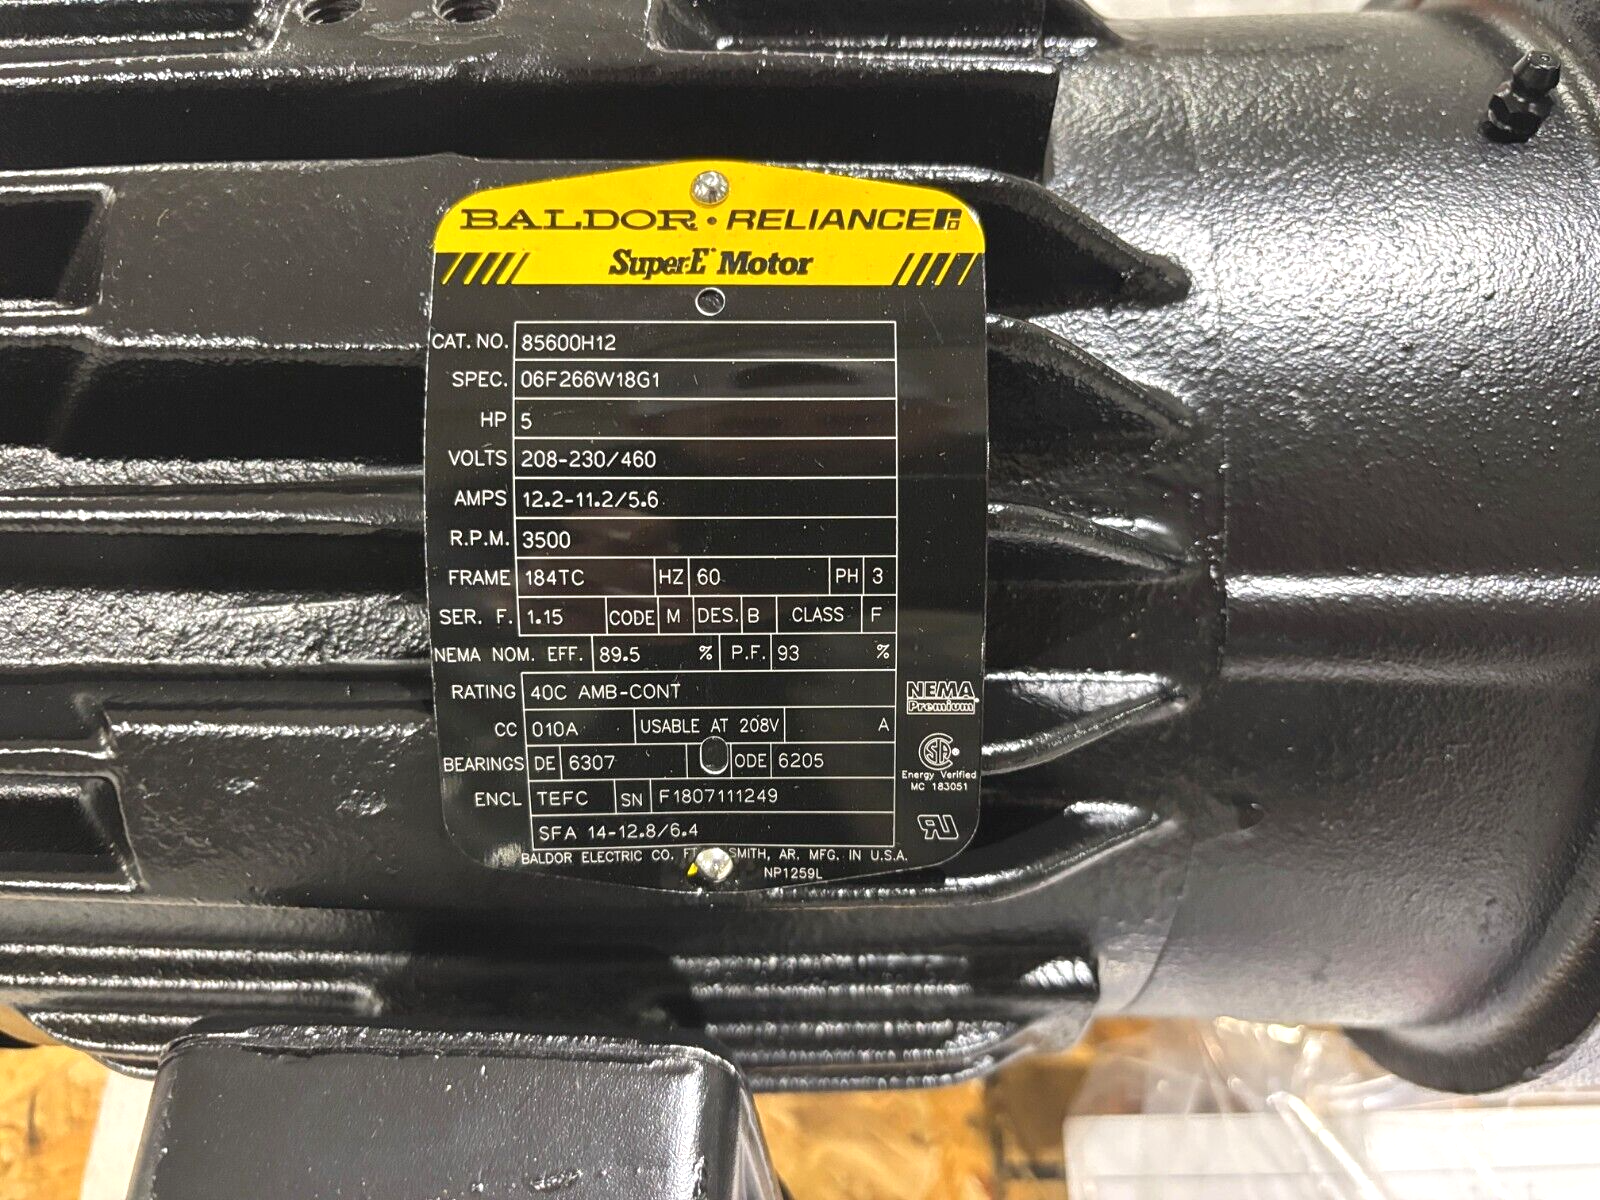 BALDOR • RELIANCE
Super-E Motor
CAT. NO. 85600H12
SPEC. 06F266W18G1
HP 5
VOLTS 208-230/460
AMPS 12.2-11.2/5.6
R.P.M. 3500
FRAME 184TC HZ 60 PH 3
SER. F. 1.15 CODE M DES. B CLASS F
NEMA NOM. EFF. 89.5 % P.F. 93 %
RATING 40C AMB-CONT
CC 010A USABLE AT 208V A
BEARINGS DE 6307 ODE 6205
ENCL TEFC SN F1807111249
SFA 14-12.8/6.4
BALDOR ELECTRIC CO. FT. SMITH, AR. MFG. IN U.S.A.
NP1259L
NEMA
Premium
Energy Verified
MC 183051